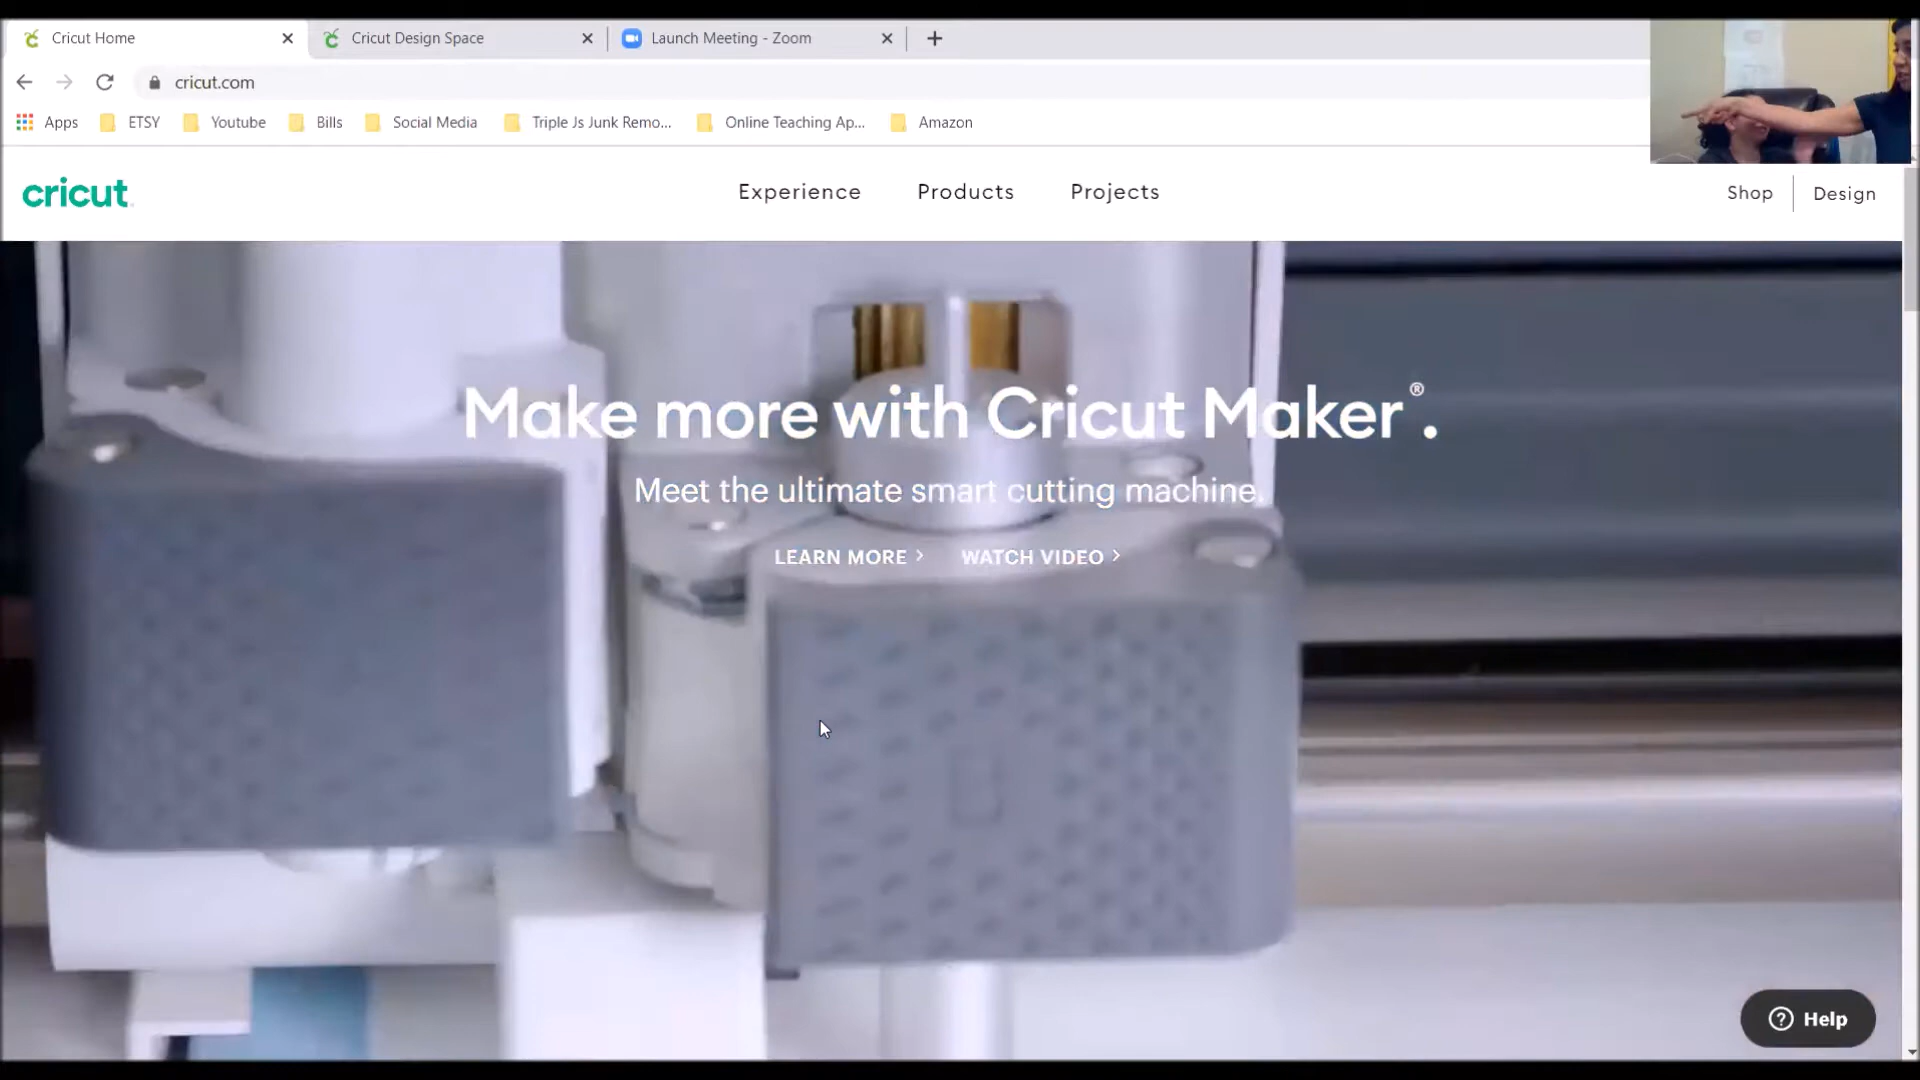 Cricut Home
Cricut Design Space
Launch Meeting - Zoom
cricut.com
Apps
ETSY
Youtube
Bills
Social Media
Triple Js Junk Remo...
Online Teaching Ap...
Amazon
cricut
Experience
Products
Projects
Shop
Design
Make more with Cricut Maker®.
Meet the ultimate smart cutting machine.
LEARN MORE >
WATCH VIDEO >
? Help